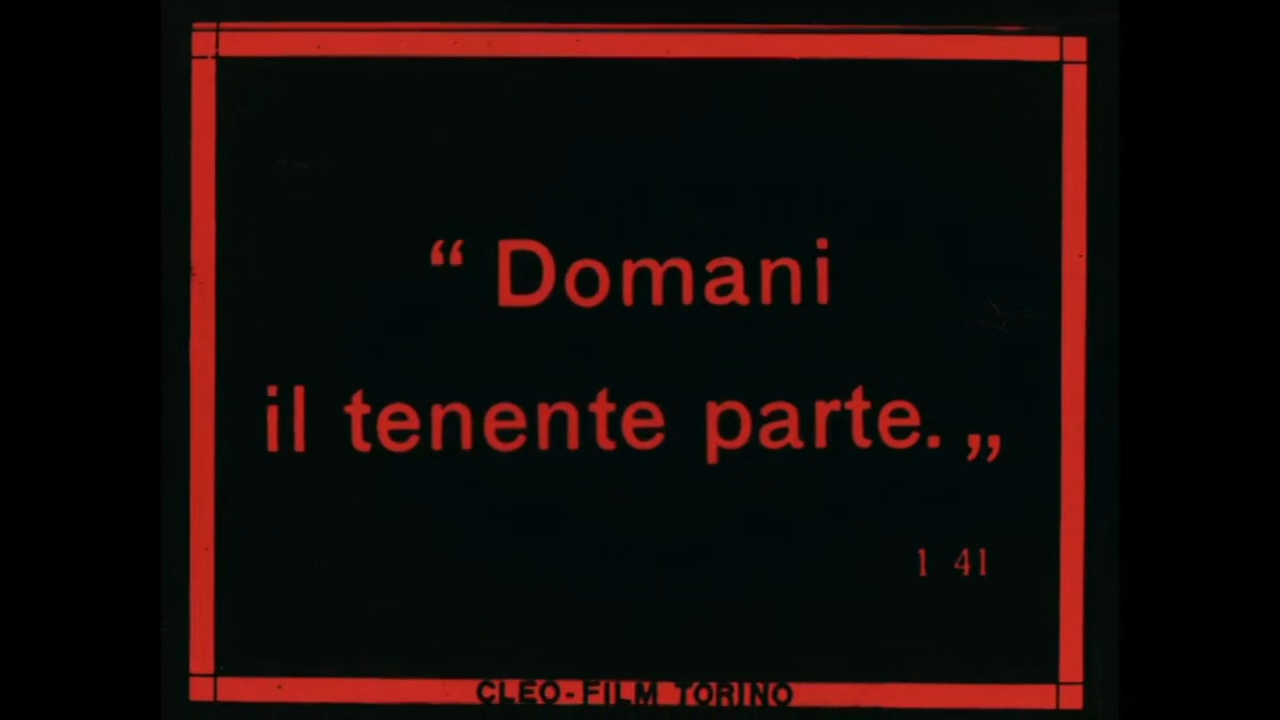 “ Domani
il tenente parte. „
1 41
CLEO-FILM TORINO